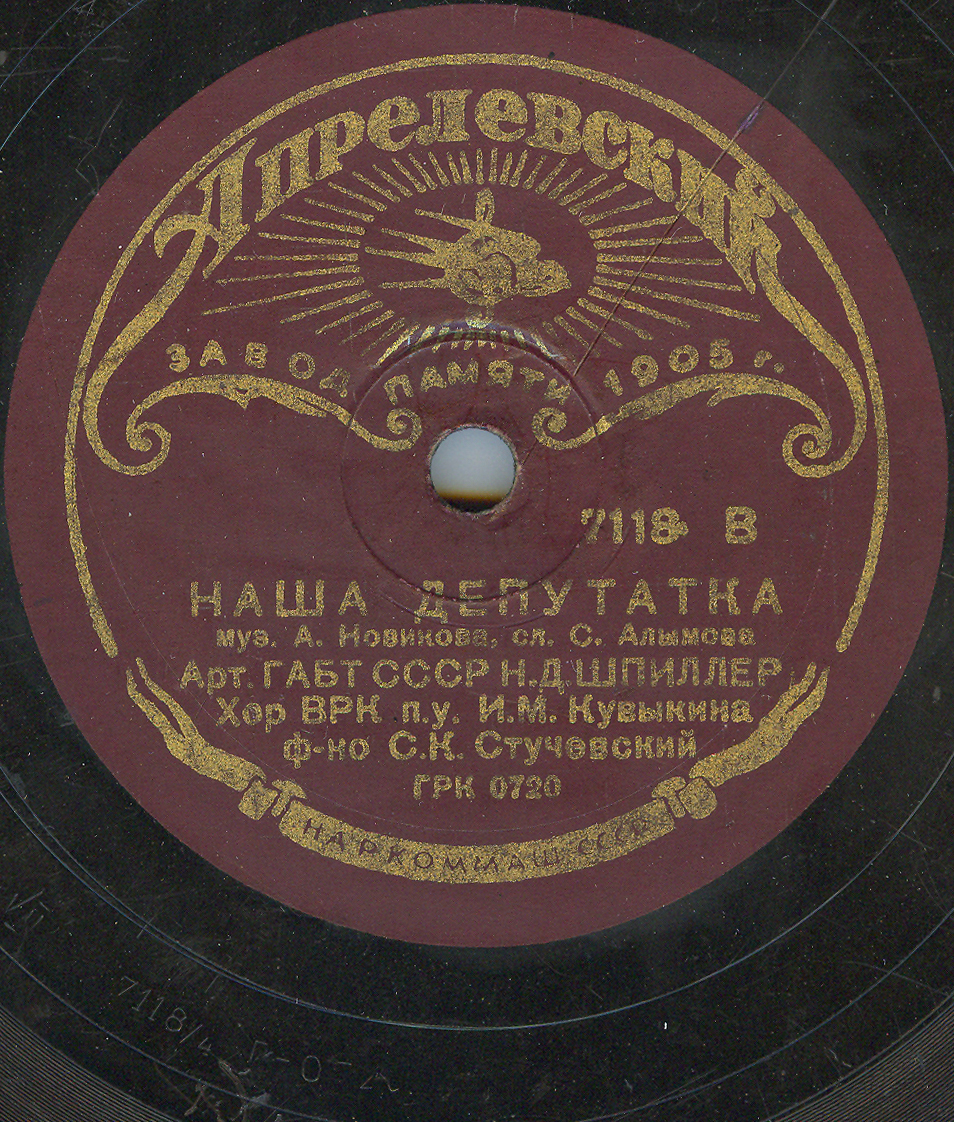 Апрелевский
ЗАВОД ПАМЯТИ 1905 г.
7118 В
НАША ДЕПУТАТКА
муз. А. Новикова, сл. С. Алымова
Арт. ГАБТ СССР Н.Д. ШПИЛЛЕР
Хор ВРК п.у. И.М. Кувыкина
ф-но С.К. Стучевский
ГРК 0720
НАРКОММАШ СССР
VII